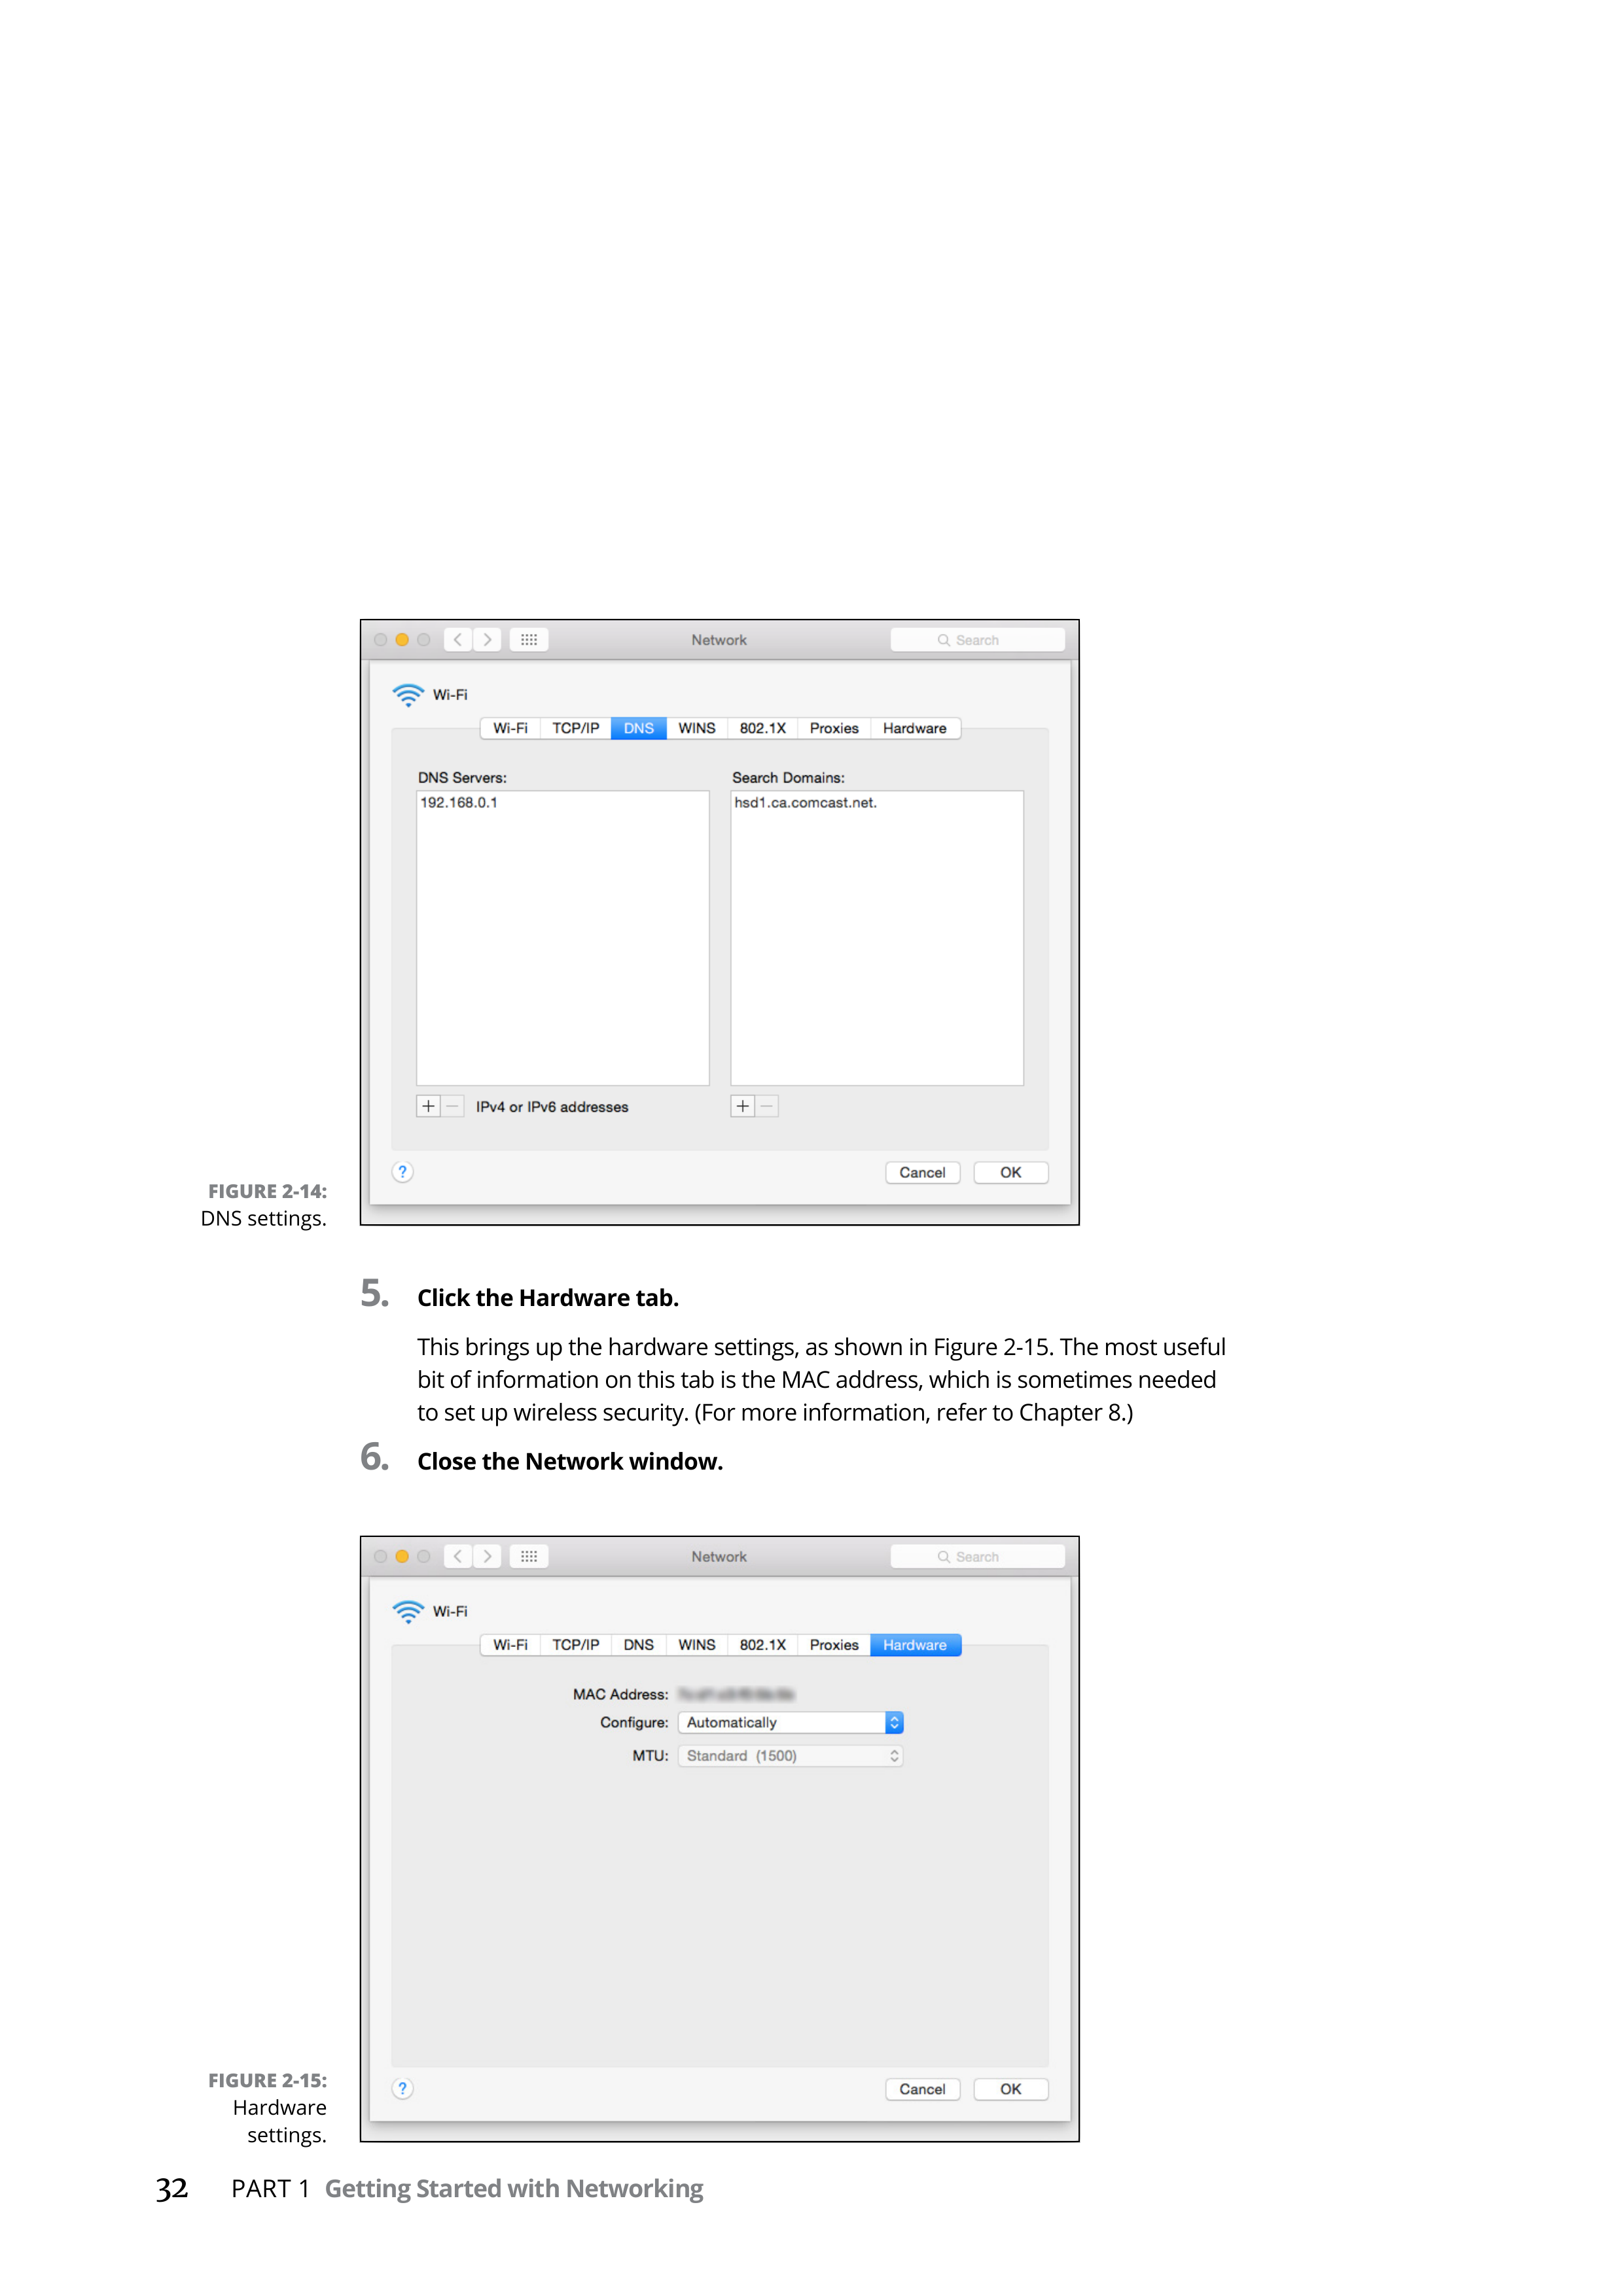 Network
Search
Wi-Fi
Wi-Fi TCP/IP DNS WINS 802.1X Proxies Hardware
DNS Servers: Search Domains:
192.168.0.1 hsd1.ca.comcast.net.
+ − IPv4 or IPv6 addresses + −
? Cancel OK
FIGURE 2-14:
DNS settings.
5. Click the Hardware tab.
This brings up the hardware settings, as shown in Figure 2-15. The most useful
bit of information on this tab is the MAC address, which is sometimes needed
to set up wireless security. (For more information, refer to Chapter 8.)
6. Close the Network window.
Network
Search
Wi-Fi
Wi-Fi TCP/IP DNS WINS 802.1X Proxies Hardware
MAC Address:
Configure: Automatically
MTU: Standard (1500)
? Cancel OK
FIGURE 2-15:
Hardware
settings.
32 PART 1 Getting Started with Networking